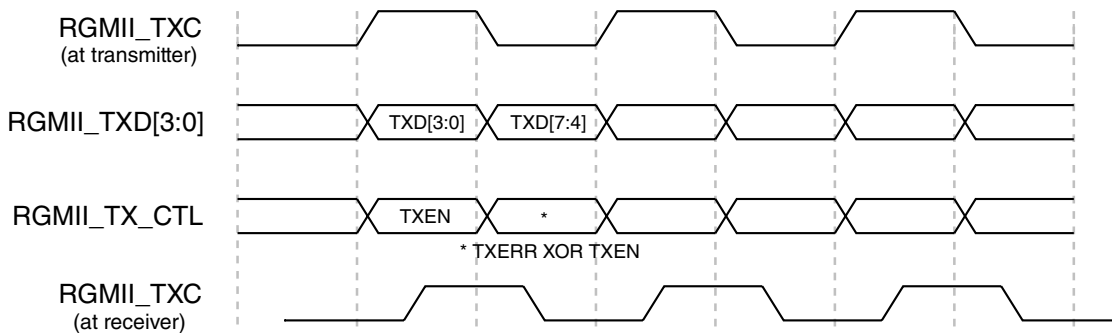 RGMII_TXC
(at transmitter)
RGMII_TXD[3:0]
TXD[3:0]
TXD[7:4]
RGMII_TX_CTL
TXEN
*
* TXERR XOR TXEN
RGMII_TXC
(at receiver)